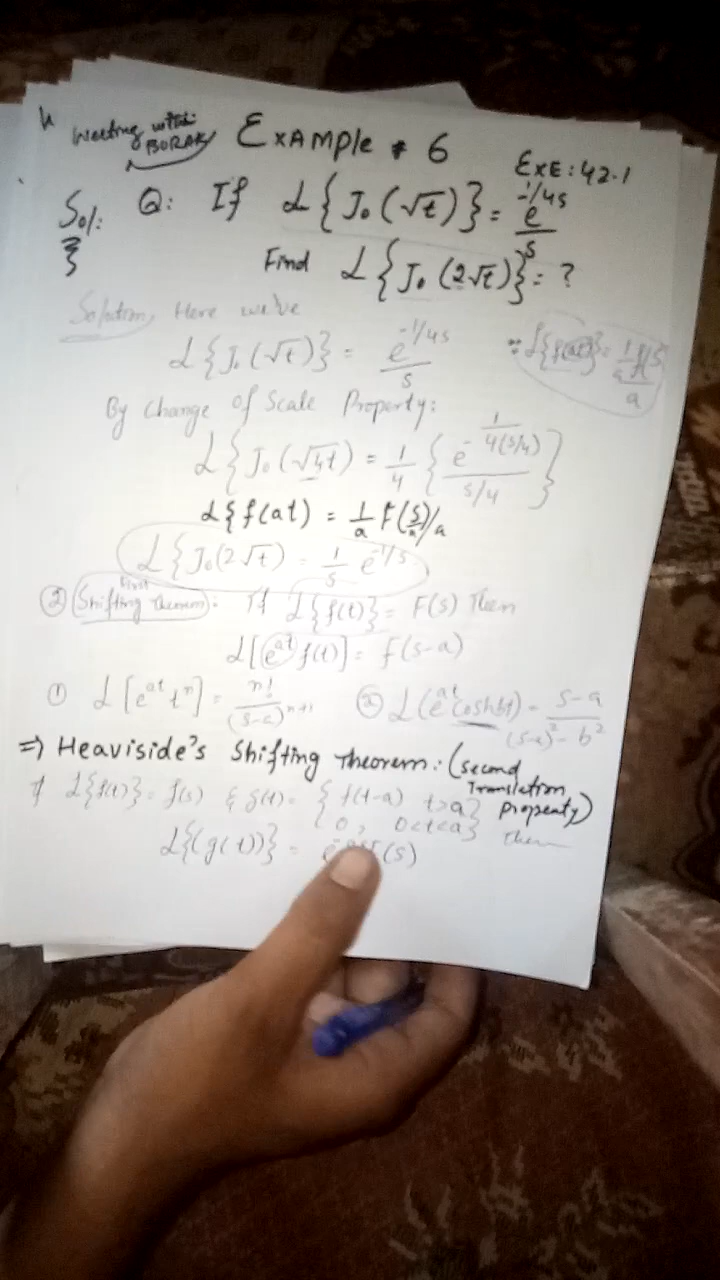 Example # 6
EXE: 42.1
Sol:
Q: If L{J₀(√t)} = e^(-1/4s)/s
Find L{J₀(2√t)} = ?
Solution, Here we've
L{J₀(√t)} = e^(-1/4s)/s
By Change of Scale Property:
L{J₀(√4t) = 1/4 {e^(-1/4(s/4))/(s/4)}
L{f(at) = 1/a F(s/a)
L{J₀(2√t) = 1/s e^(-1/s)
② First Shifting Theorem: If L{f(t)} = F(s) Then
L[e^(at) f(t)] = f(s-a)
① L[e^(at) t^n] = n!/(s-a)^(n+1) ② L(e^(at) coshbt) = (s-a)/((s-a)²-b²)
⇒ Heaviside's Shifting Theorem: (second Translation Property)
If L{f(t)} = f(s) & g(t) = {f(t-a) t>a
0, 0<t<a} then
L{(g(t))} =